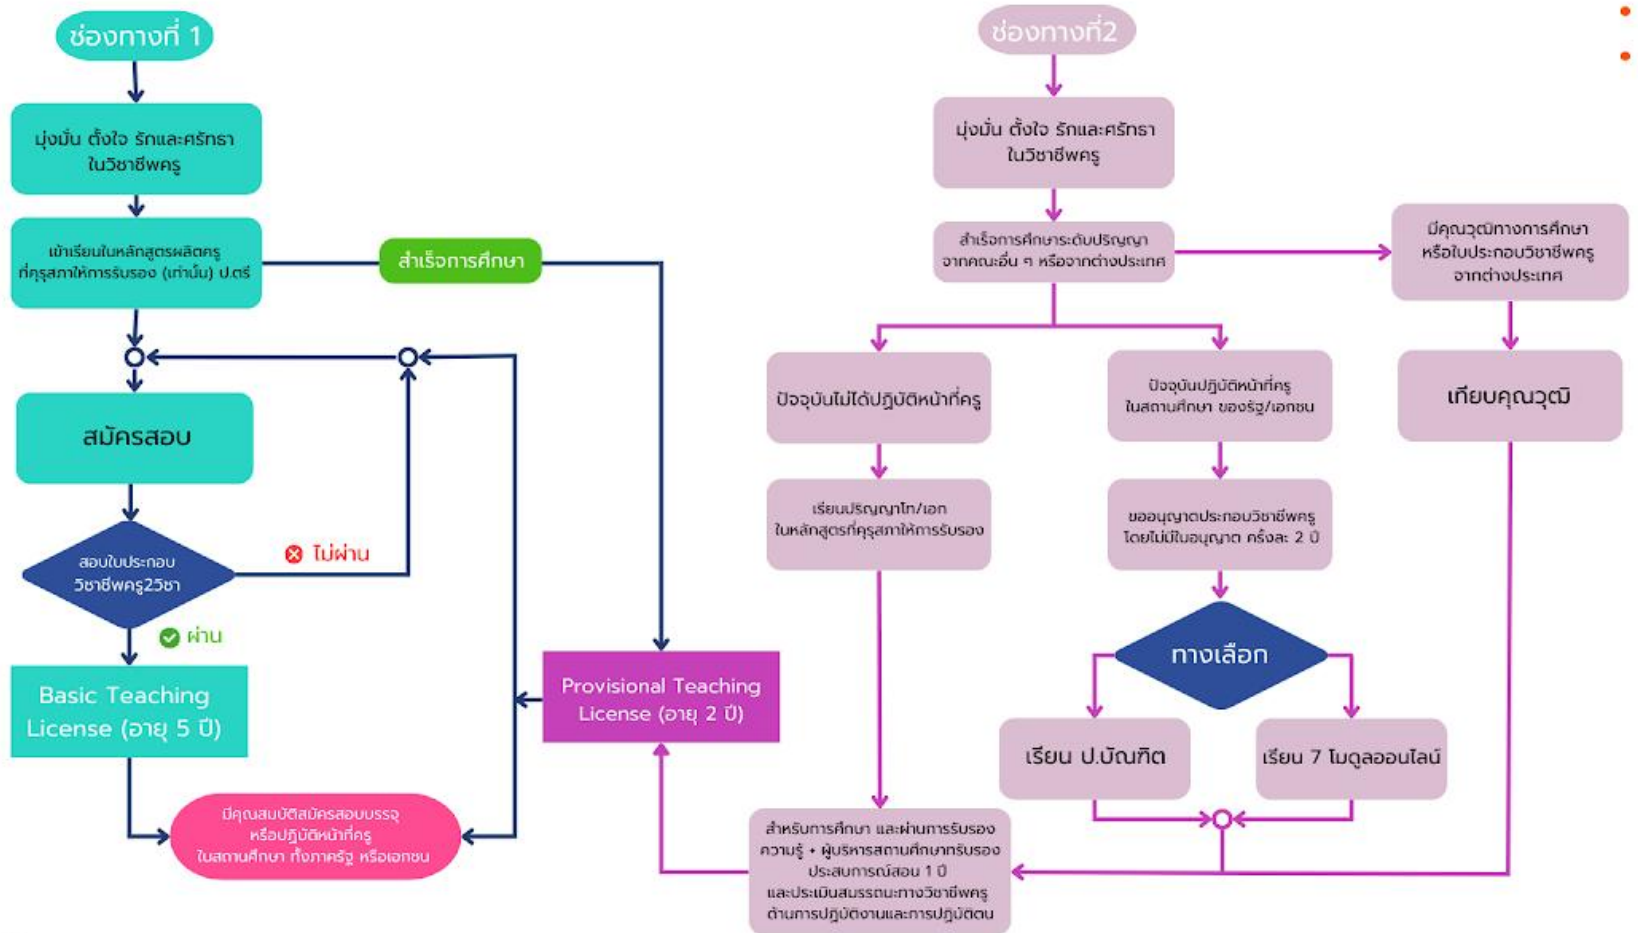 ช่องทางที่ 1
มุ่งมั่น ตั้งใจ รักและศรัทธา
ในวิชาชีพครู
เข้าเรียนในหลักสูตรผลิตครู
ที่คุรุสภาให้การรับรอง (เท่านั้น) ป.ตรี
สำเร็จการศึกษา
สมัครสอบ
สอบใบประกอบ
วิชาชีพครู2วิชา
ไม่ผ่าน
ผ่าน
Basic Teaching
License (อายุ 5 ปี)
Provisional Teaching
License (อายุ 2 ปี)
มีคุณสมบัติสมัครสอบบรรจุ
หรือปฏิบัติหน้าที่ครู
ในสถานศึกษา ทั้งภาครัฐ หรือเอกชน
ช่องทางที่2
มุ่งมั่น ตั้งใจ รักและศรัทธา
ในวิชาชีพครู
สำเร็จการศึกษาระดับปริญญา
จากคณะอื่น ๆ หรือจากต่างประเทศ
มีคุณวุฒิทางการศึกษา
หรือใบประกอบวิชาชีพครู
จากต่างประเทศ
ปัจจุบันไม่ได้ปฏิบัติหน้าที่ครู
ปัจจุบันปฏิบัติหน้าที่ครู
ในสถานศึกษา ของรัฐ/เอกชน
เทียบคุณวุฒิ
เรียนปริญญาโท/เอก
ในหลักสูตรที่คุรุสภาให้การรับรอง
ขออนุญาตประกอบวิชาชีพครู
โดยไม่มีใบอนุญาต ครั้งละ 2 ปี
ทางเลือก
เรียน ป.บัณฑิต
เรียน 7 โมดูลออนไลน์
สำหรับการศึกษา และผ่านการรับรอง
ความรู้ + ผู้บริหารสถานศึกษาทรับรอง
ประสบการณ์สอน 1 ปี
และประเมินสมรรถนะทางวิชาชีพครู
ด้านการปฏิบัติงานและการปฏิบัติตน